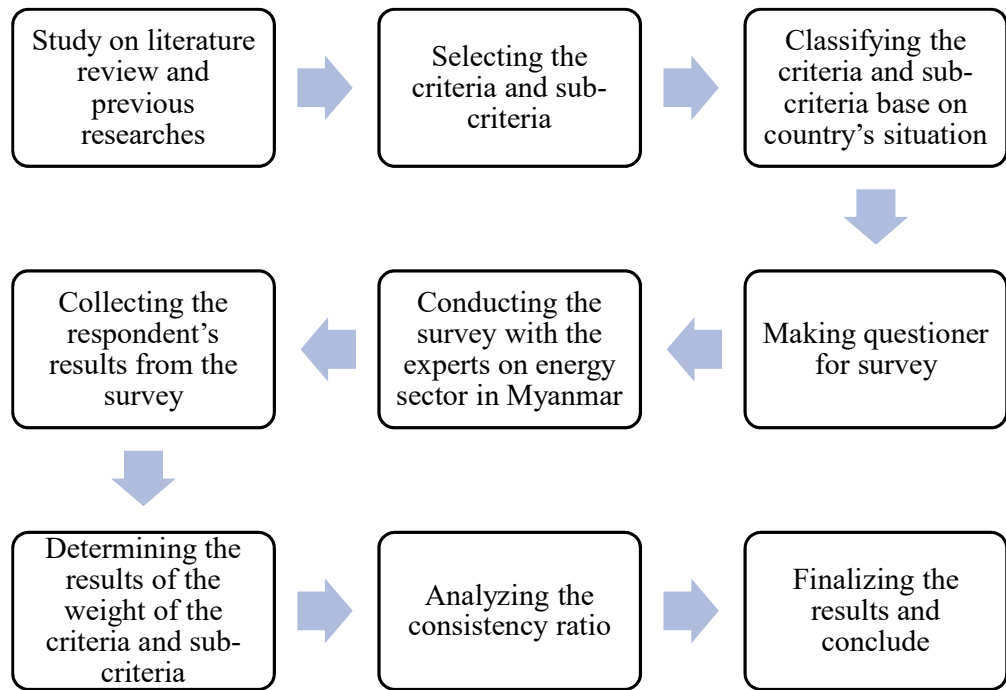 Study on literature
review and
previous
researches
Selecting the
criteria and sub-
criteria
Classifying the
criteria and sub-
criteria base on
country’s situation
Making questioner
for survey
Conducting the
survey with the
experts on energy
sector in Myanmar
Collecting the
respondent’s
results from the
survey
Determining the
results of the
weight of the
criteria and sub-
criteria
Analyzing the
consistency ratio
Finalizing the
results and
conclude